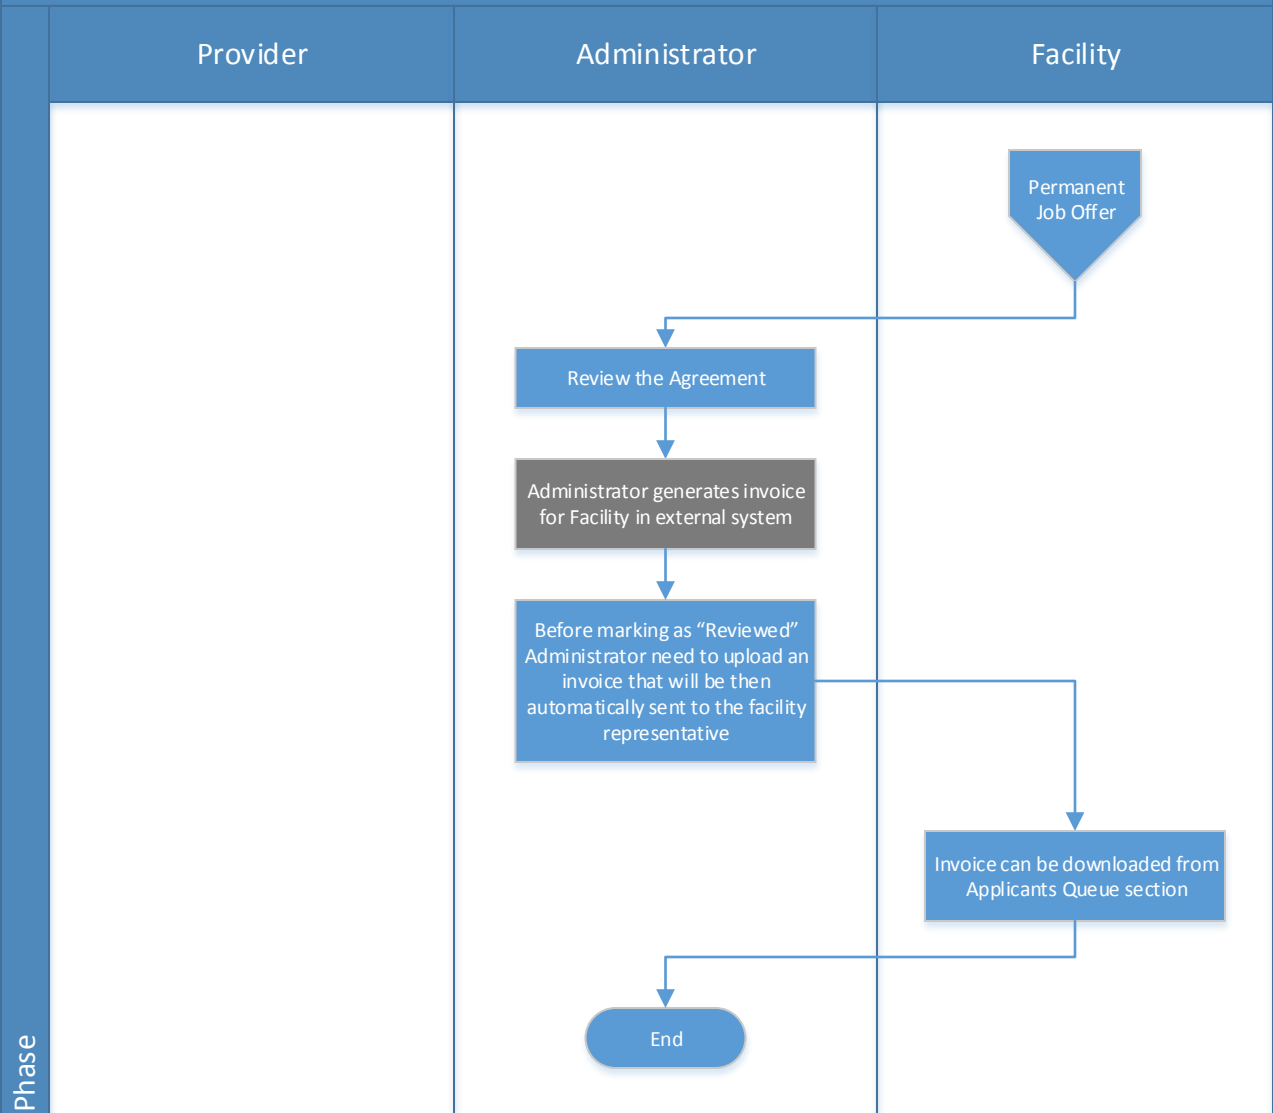 Provider
Administrator
Facility
Permanent
Job Offer
Review the Agreement
Administrator generates invoice
for Facility in external system
Before marking as “Reviewed”
Administrator need to upload an
invoice that will be then
automatically sent to the facility
representative
Invoice can be downloaded from
Applicants Queue section
End
Phase